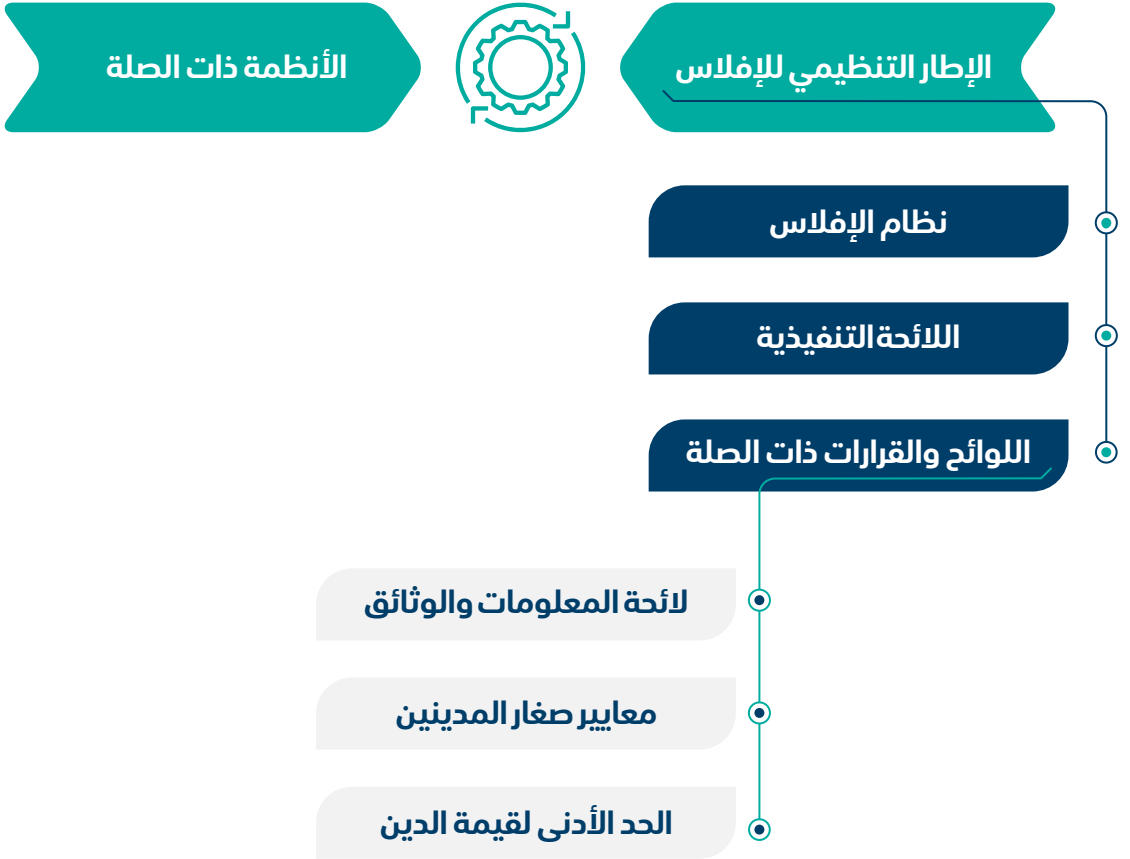 الإطار التنظيمي للإفلاس
الأنظمة ذات الصلة
نظام الإفلاس
اللائحة التنفيذية
اللوائح والقرارات ذات الصلة
لائحة المعلومات والوثائق
معايير صغار المدينين
الحد الأدنى لقيمة الدين